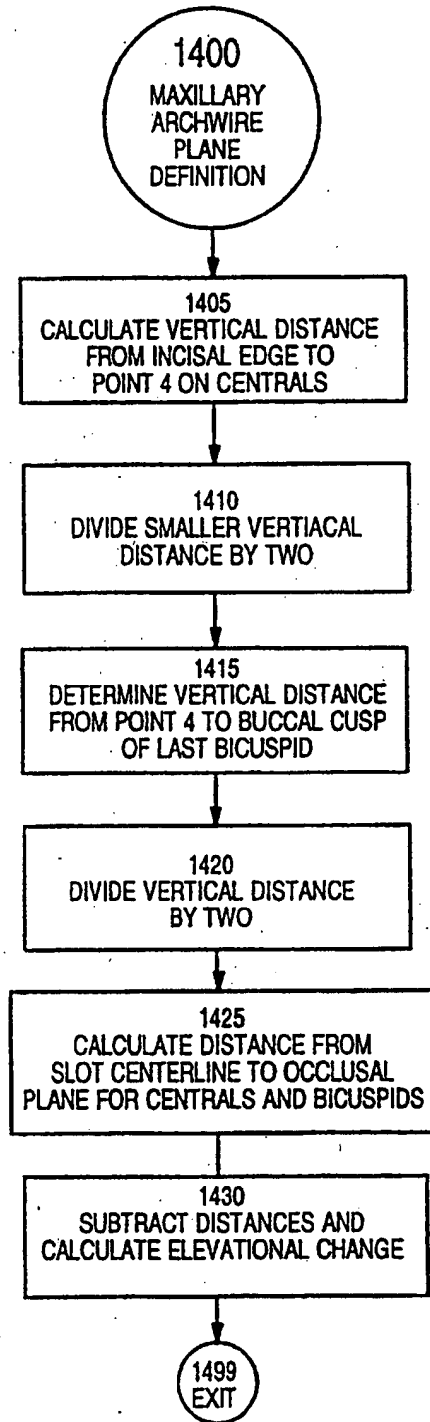 1400
MAXILLARY
ARCHWIRE
PLANE
DEFINITION
1405
CALCULATE VERTICAL DISTANCE
FROM INCISAL EDGE TO
POINT 4 ON CENTRALS
1410
DIVIDE SMALLER VERTIACAL
DISTANCE BY TWO
1415
DETERMINE VERTICAL DISTANCE
FROM POINT 4 TO BUCCAL CUSP
OF LAST BICUSPID
1420
DIVIDE VERTICAL DISTANCE
BY TWO
1425
CALCULATE DISTANCE FROM
SLOT CENTERLINE TO OCCLUSAL
PLANE FOR CENTRALS AND BICUSPIDS
1430
SUBTRACT DISTANCES AND
CALCULATE ELEVATIONAL CHANGE
1499
EXIT